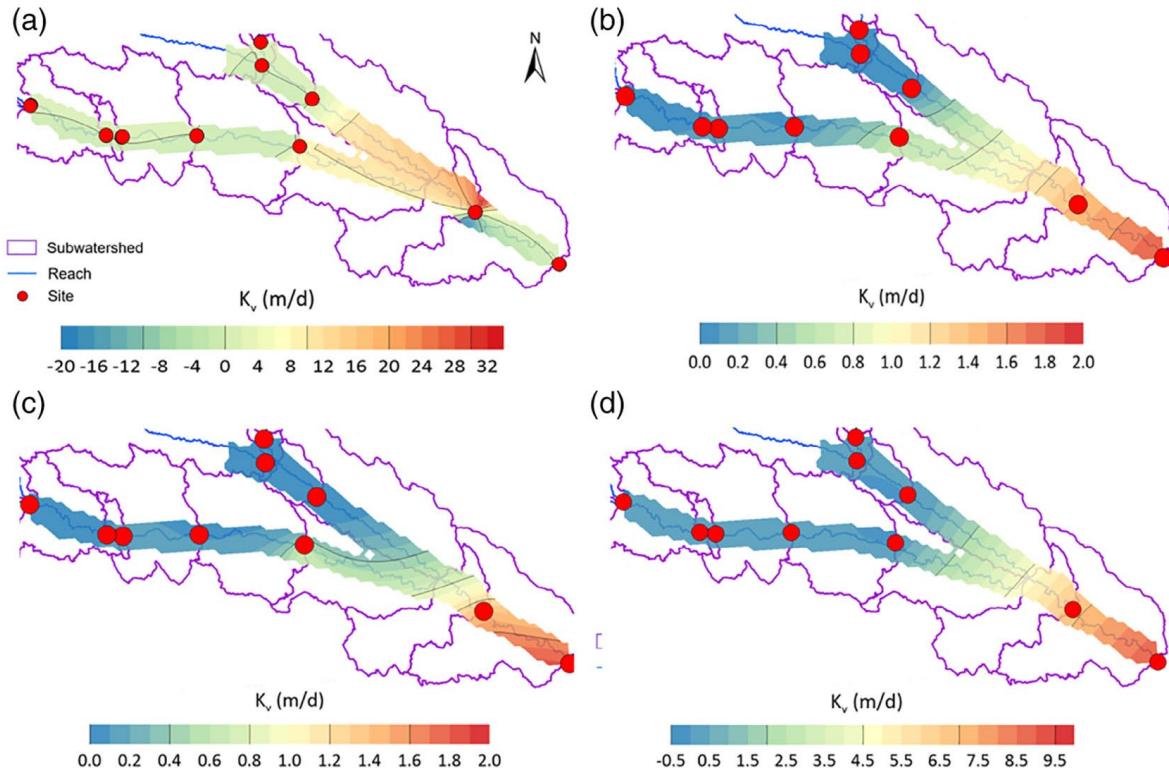 (a)
(b)
N
Subwatershed
Reach
Site
Kv (m/d)
-20 -16 -12 -8 -4 0 4 8 12 16 20 24 28 32
Kv (m/d)
0.0 0.2 0.4 0.6 0.8 1.0 1.2 1.4 1.6 1.8 2.0
(c)
(d)
Kv (m/d)
0.0 0.2 0.4 0.6 0.8 1.0 1.2 1.4 1.6 1.8 2.0
Kv (m/d)
-0.5 0.5 1.5 2.5 3.5 4.5 5.5 6.5 7.5 8.5 9.5